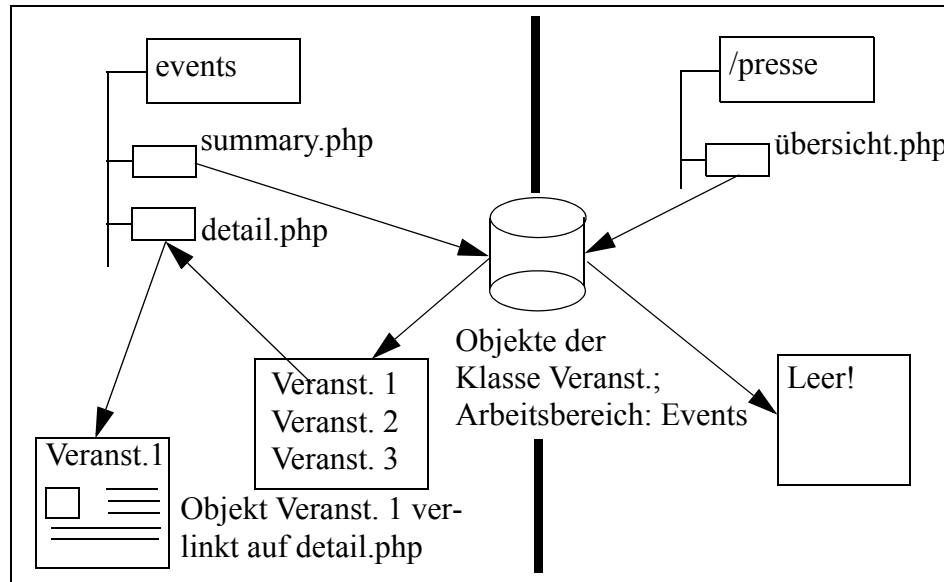 events
summary.php
detail.php
/presse
übersicht.php
Objekte der
Klasse Veranst.;
Arbeitsbereich: Events
Veranst. 1
Veranst. 2
Veranst. 3
Leer!
Veranst.1
Objekt Veranst. 1 ver-
linkt auf detail.php